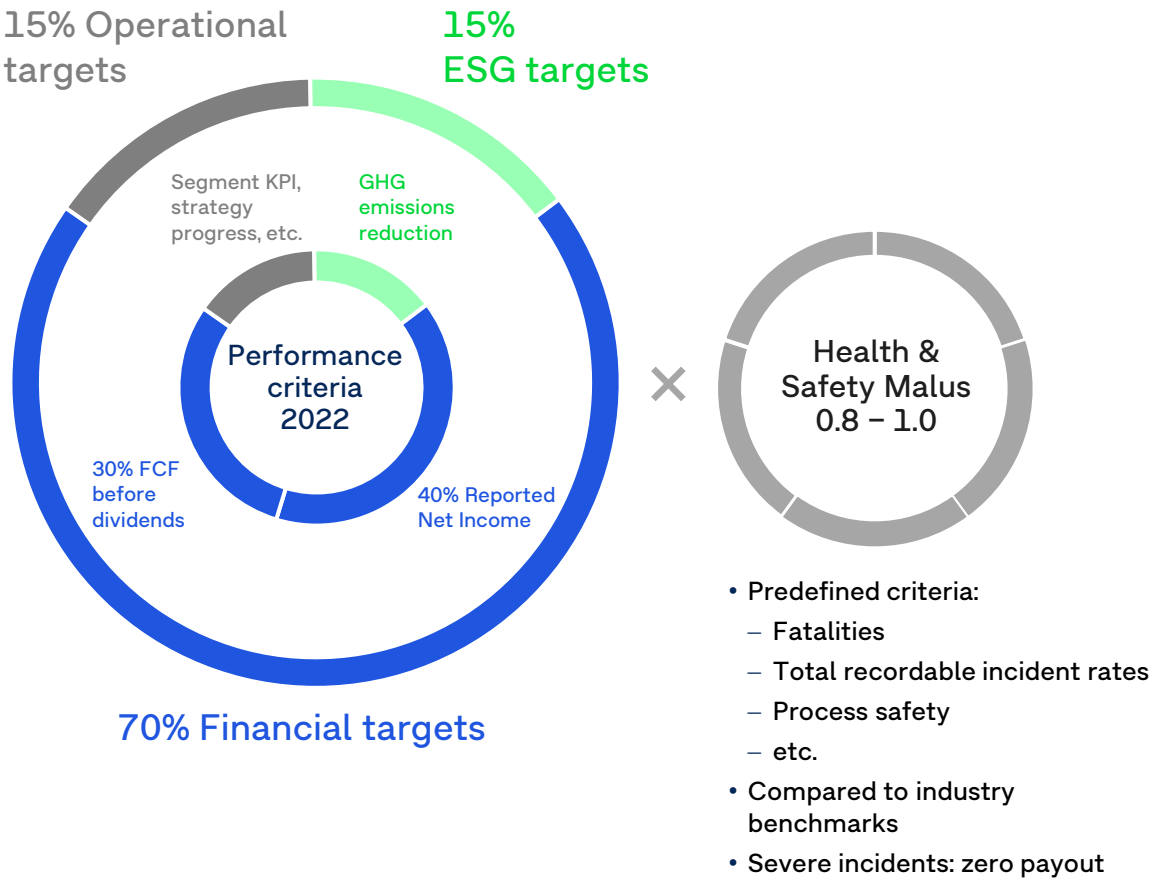 15% Operational
targets
15%
ESG targets
Segment KPI,
strategy
progress, etc.
GHG
emissions
reduction
Performance
criteria
2022
30% FCF
before
dividends
40% Reported
Net Income
70% Financial targets
×
Health &
Safety Malus
0.8 – 1.0
• Predefined criteria:
– Fatalities
– Total recordable incident rates
– Process safety
– etc.
• Compared to industry
benchmarks
• Severe incidents: zero payout